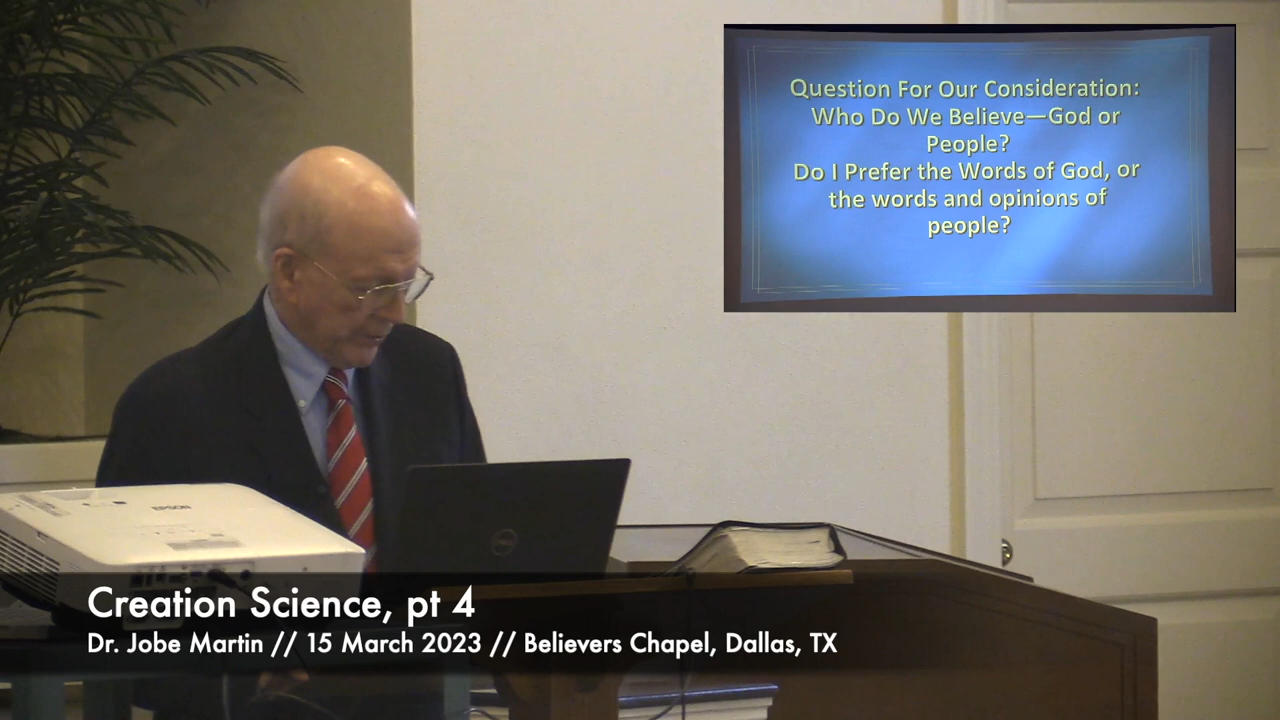 Question For Our Consideration:
Who Do We Believe—God or
People?
Do I Prefer the Words of God, or
the words and opinions of
people?
EPSON
DELL
Creation Science, pt 4
Dr. Jobe Martin // 15 March 2023 // Believers Chapel, Dallas, TX